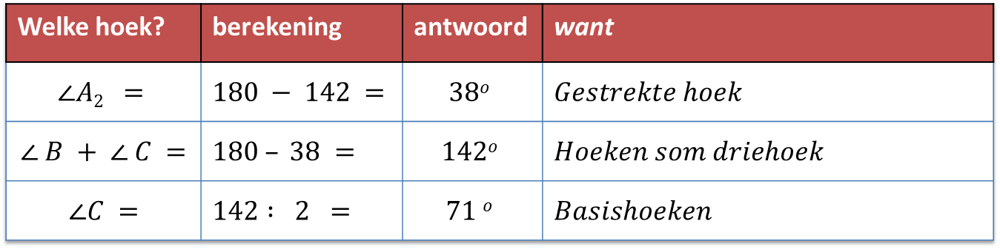 Welke hoek? berekening antwoord want
∠A₂ = 180 − 142 = 38° Gestrekte hoek
∠ B + ∠ C = 180 – 38 = 142° Hoeken som driehoek
∠C = 142 : 2 = 71 ° Basishoeken